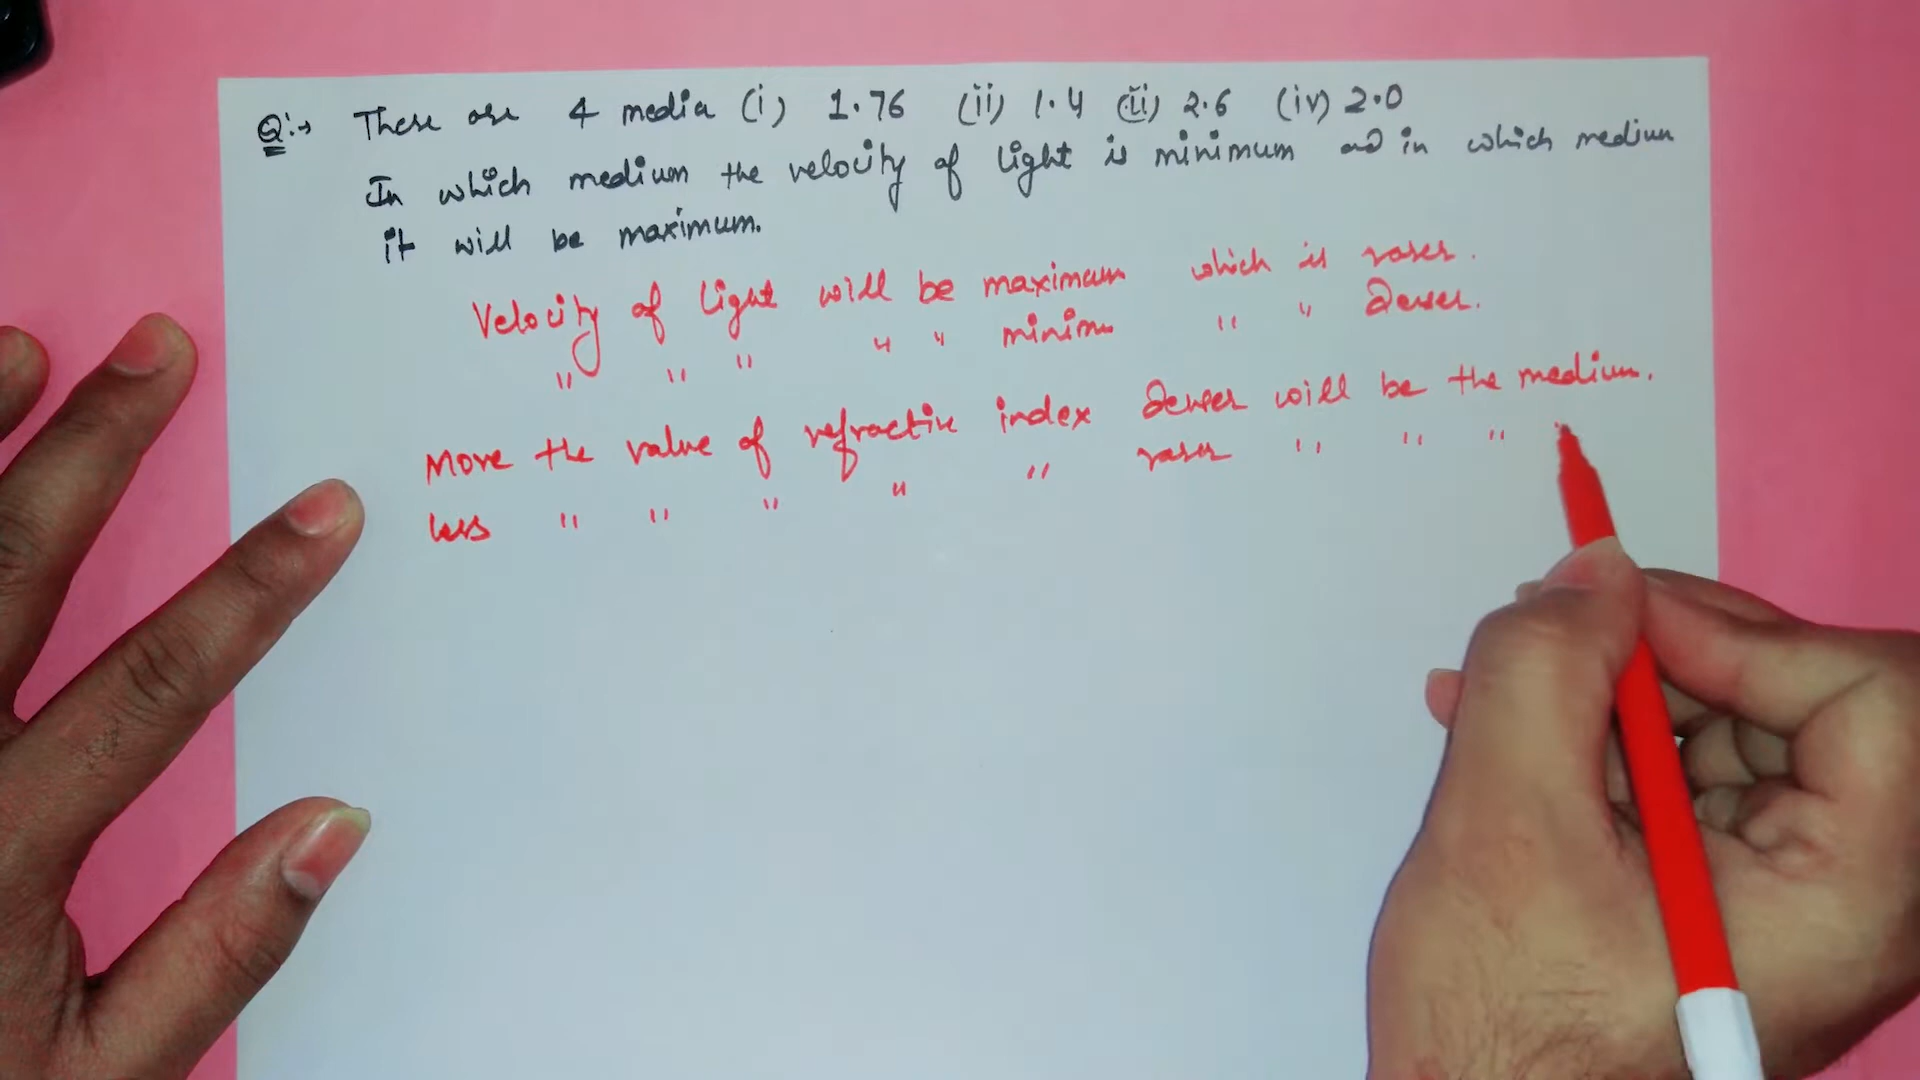 Q:→ There are 4 media (i) 1.76 (ii) 1.4 (iii) 2.6 (iv) 2.0
In which medium the velocity of light is minimum and in which medium
it will be maximum.
Velocity of light will be maximum which is rarer.
" " " " " minimu " " Denser.
More the value of refractive index Denser will be the medium.
less " " " " " rarer " " " "